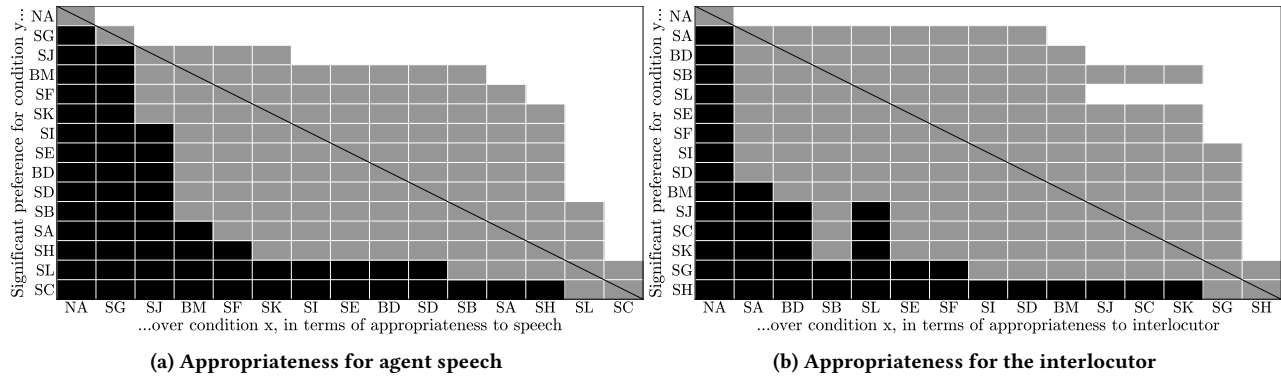 Significant preference for condition y...
NA
SG
SJ
BM
SF
SK
SI
SE
BD
SD
SB
SA
SH
SL
SC
NA SG SJ BM SF SK SI SE BD SD SB SA SH SL SC
...over condition x, in terms of appropriateness to speech
(a) Appropriateness for agent speech
Significant preference for condition y...
NA
SA
BD
SB
SL
SE
SF
SI
SD
BM
SJ
SC
SK
SG
SH
NA SA BD SB SL SE SF SI SD BM SJ SC SK SG SH
...over condition x, in terms of appropriateness to interlocutor
(b) Appropriateness for the interlocutor